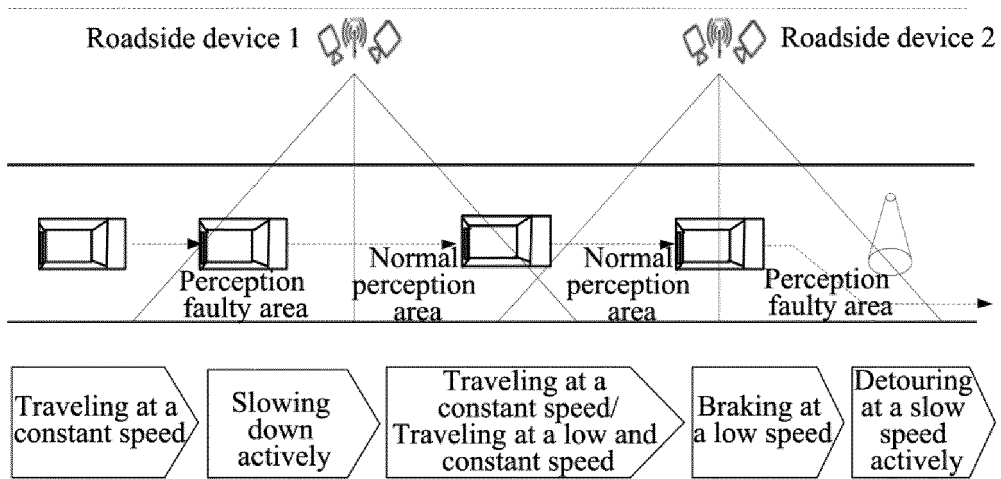 Roadside device 1
Roadside device 2
Perception
faulty area
Normal
perception
area
Normal
perception
area
Perception
faulty area
Traveling at a
constant speed
Slowing
down
actively
Traveling at a
constant speed/
Traveling at a low and
constant speed
Braking at
a low speed
Detouring
at a slow
speed
actively